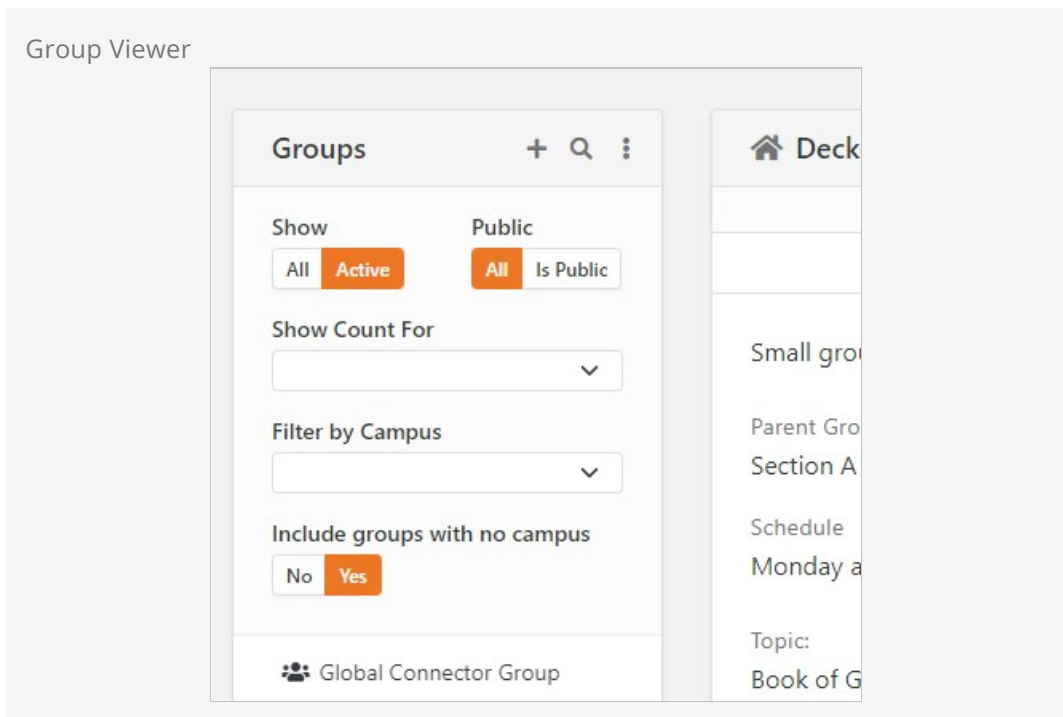 Group Viewer
Groups
Show Public
All Active All Is Public
Show Count For
Filter by Campus
Include groups with no campus
No Yes
Global Connector Group
Deck
Small grou
Parent Gro
Section A
Schedule
Monday a
Topic:
Book of G